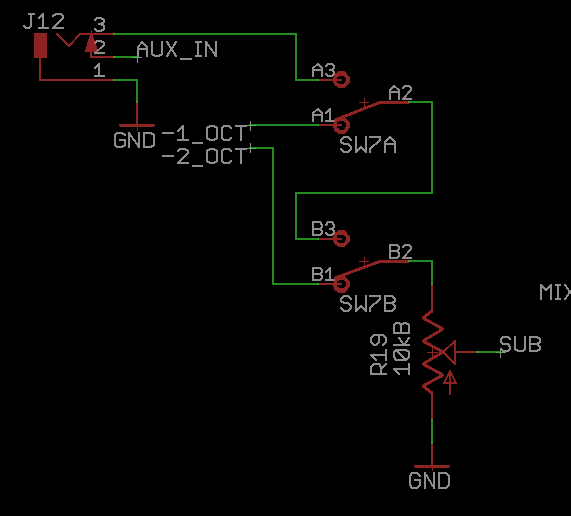 J12
3
2
AUX_IN
1
GND
-1_OCT
-2_OCT
A3
A2
A1
SW7A
B3
B2
B1
SW7B
R19
10kB
SUB
GND
MIX